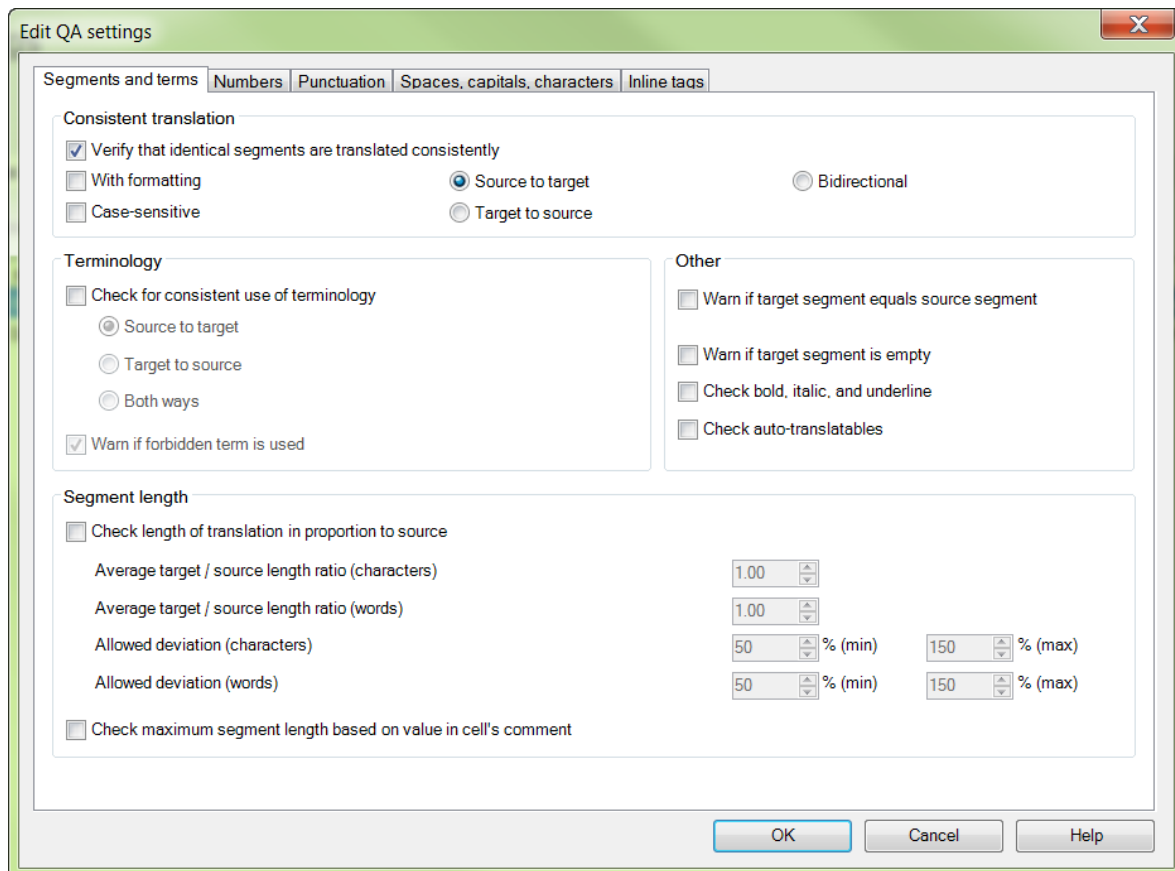 Edit QA settings
X
Segments and terms Numbers Punctuation Spaces, capitals, characters Inline tags
Consistent translation
Verify that identical segments are translated consistently
With formatting Source to target Bidirectional
Case-sensitive Target to source
Terminology
Check for consistent use of terminology
Source to target
Target to source
Both ways
Warn if forbidden term is used
Other
Warn if target segment equals source segment
Warn if target segment is empty
Check bold, italic, and underline
Check auto-translatables
Segment length
Check length of translation in proportion to source
Average target / source length ratio (characters) 1.00
Average target / source length ratio (words) 1.00
Allowed deviation (characters) 50 % (min) 150 % (max)
Allowed deviation (words) 50 % (min) 150 % (max)
Check maximum segment length based on value in cell's comment
OK Cancel Help